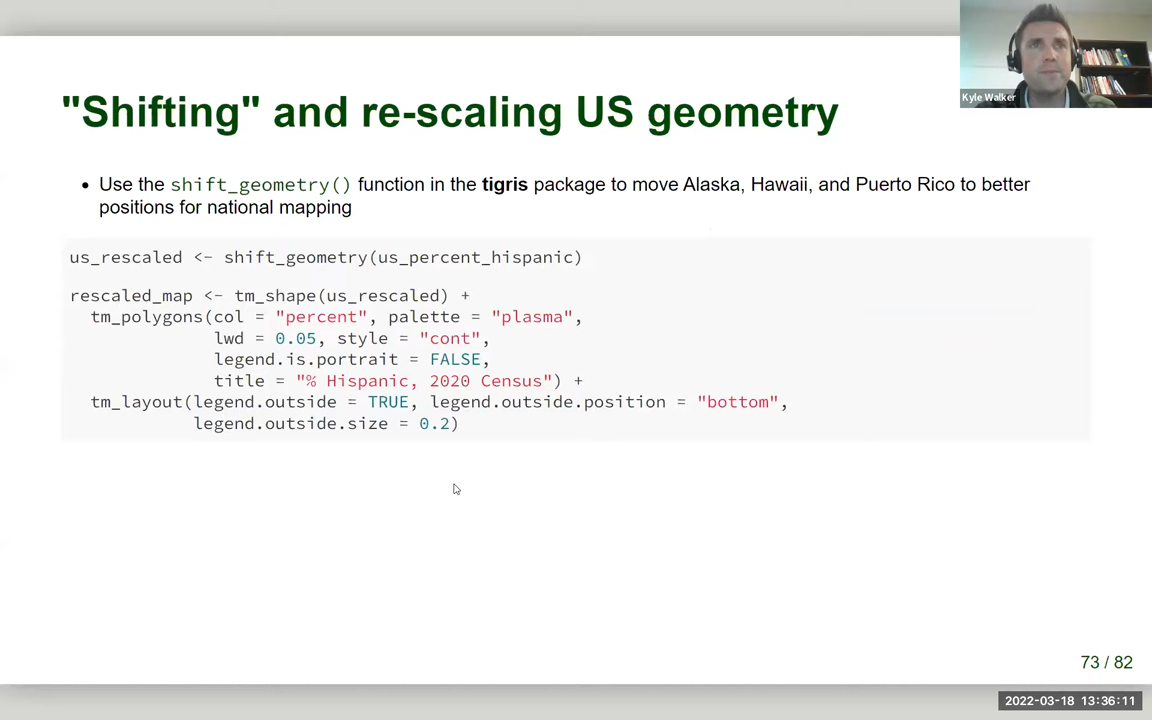 Kyle Walker
"Shifting" and re-scaling US geometry
• Use the shift_geometry() function in the tigris package to move Alaska, Hawaii, and Puerto Rico to better
positions for national mapping
us_rescaled <- shift_geometry(us_percent_hispanic)
rescaled_map <- tm_shape(us_rescaled) +
  tm_polygons(col = "percent", palette = "plasma",
              lwd = 0.05, style = "cont",
              legend.is.portrait = FALSE,
              title = "% Hispanic, 2020 Census") +
  tm_layout(legend.outside = TRUE, legend.outside.position = "bottom",
            legend.outside.size = 0.2)
73 / 82
2022-03-18 13:36:11